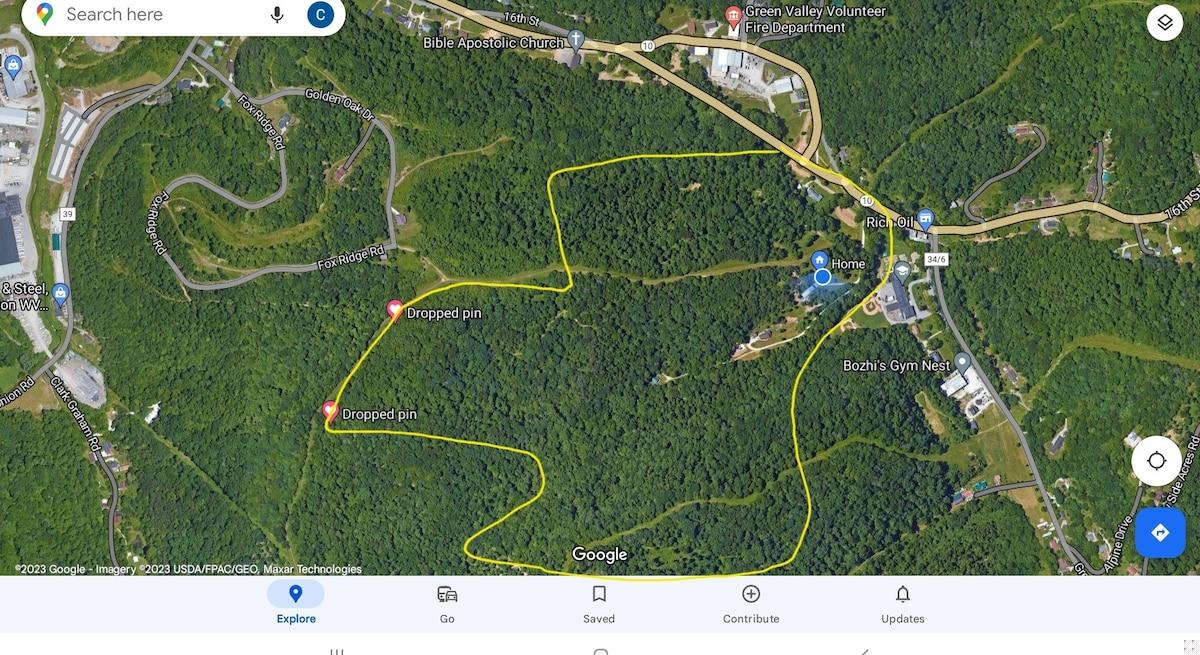 Search here
C
16th St
Green Valley Volunteer
Fire Department
Bible Apostolic Church
10
Golden Oak Dr
Fox Ridge Rd
Fox Ridge Rd
Fox Ridge Rd
39
10
Rich Oil
16th St
34/6
Home
& Steel,
on WV...
Dropped pin
Dropped pin
Bozhi's Gym Nest
Clark Graham Rd
Side Acres Rd
Alpine Drive
Google
©2023 Google - Imagery ©2023 USDA/FPAC/GEO, Maxar Technologies
Explore
Go
Saved
Contribute
Updates